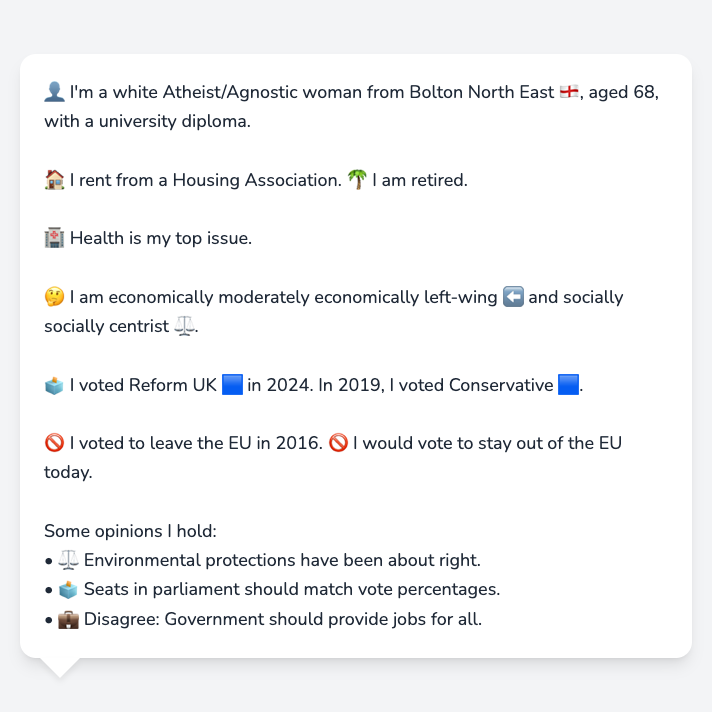 👤 I'm a white Atheist/Agnostic woman from Bolton North East 🏴󠁧󠁢󠁥󠁮󠁧󠁿, aged 68,
with a university diploma.
🏠 I rent from a Housing Association. 🌴 I am retired.
🏥 Health is my top issue.
🤔 I am economically moderately economically left-wing ⬅️ and socially
socially centrist ⚖️.
🗳️ I voted Reform UK 🟦 in 2024. In 2019, I voted Conservative 🟦.
🚫 I voted to leave the EU in 2016. 🚫 I would vote to stay out of the EU
today.
Some opinions I hold:
• ⚖️ Environmental protections have been about right.
• 🗳️ Seats in parliament should match vote percentages.
• 💼 Disagree: Government should provide jobs for all.